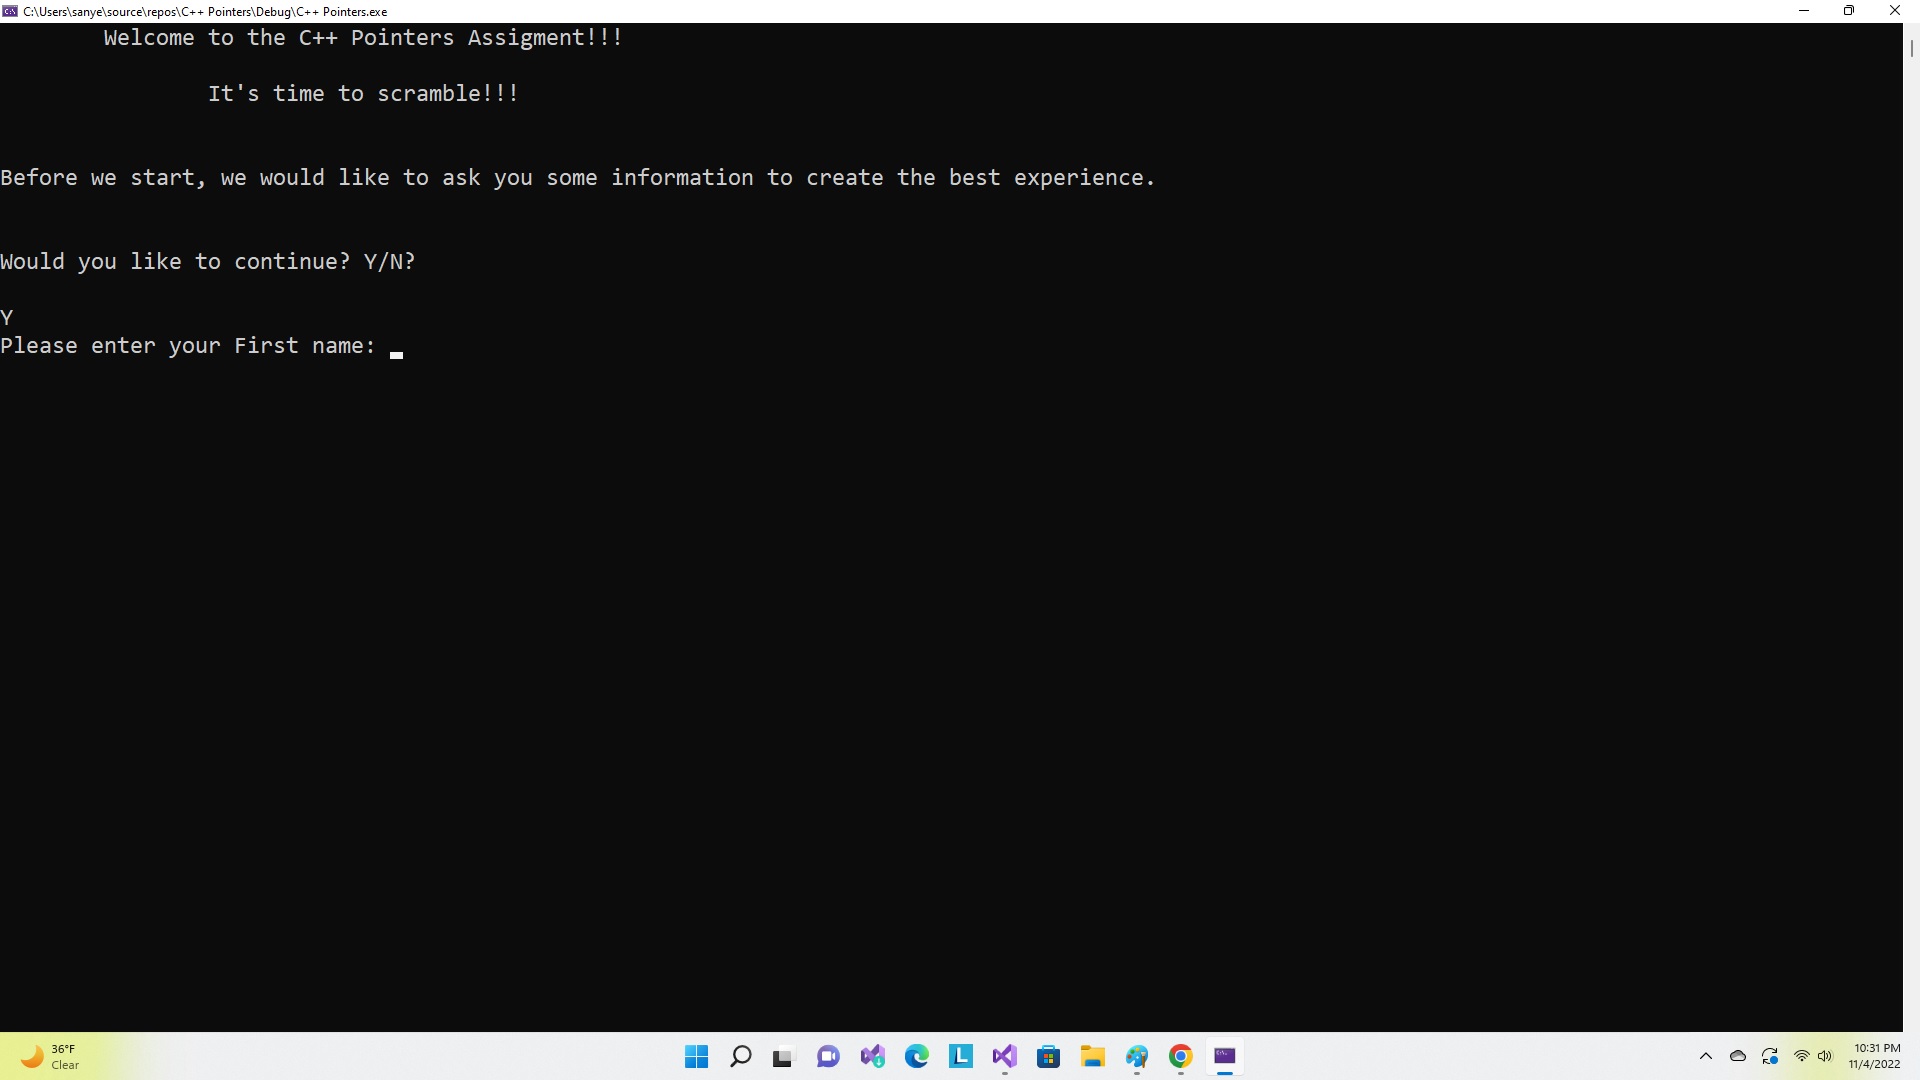 C:\Users\sanye\source\repos\C++ Pointers\Debug\C++ Pointers.exe
Welcome to the C++ Pointers Assigment!!!
It's time to scramble!!!
Before we start, we would like to ask you some information to create the best experience.
Would you like to continue? Y/N?
Y
Please enter your First name:
36°F
Clear
10:31 PM
11/4/2022